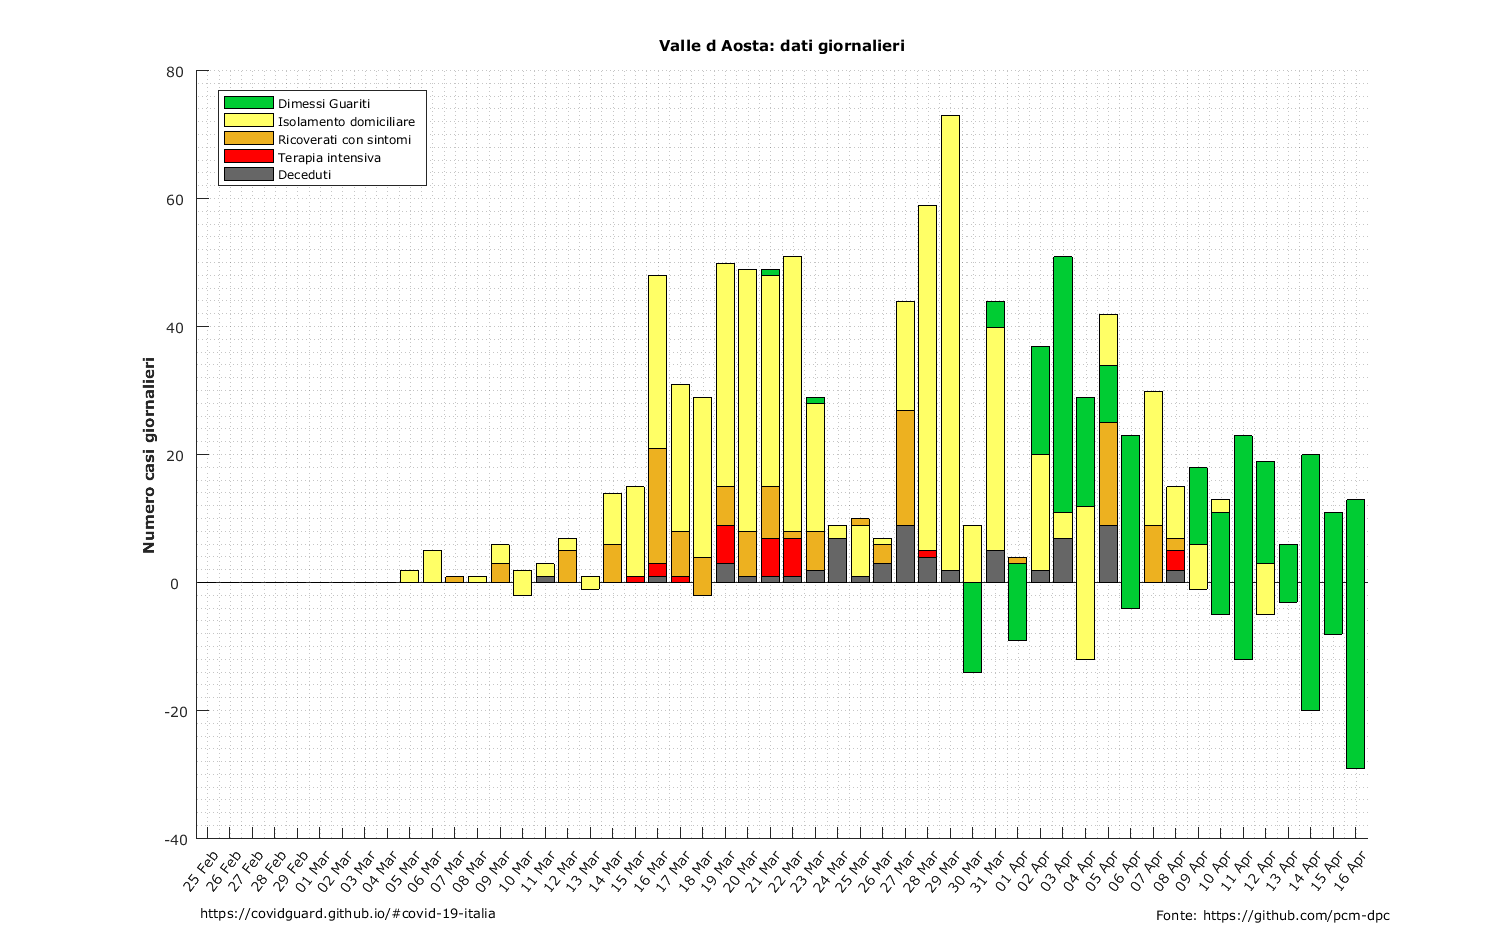 Valle d Aosta: dati giornalieri
80
60
40
20
0
-20
-40
Numero casi giornalieri
Dimessi Guariti
Isolamento domiciliare
Ricoverati con sintomi
Terapia intensiva
Deceduti
25 Feb
26 Feb
27 Feb
28 Feb
29 Feb
01 Mar
02 Mar
03 Mar
04 Mar
05 Mar
06 Mar
07 Mar
08 Mar
09 Mar
10 Mar
11 Mar
12 Mar
13 Mar
14 Mar
15 Mar
16 Mar
17 Mar
18 Mar
19 Mar
20 Mar
21 Mar
22 Mar
23 Mar
24 Mar
25 Mar
26 Mar
27 Mar
28 Mar
29 Mar
30 Mar
31 Mar
01 Apr
02 Apr
03 Apr
04 Apr
05 Apr
06 Apr
07 Apr
08 Apr
09 Apr
10 Apr
11 Apr
12 Apr
13 Apr
14 Apr
15 Apr
16 Apr
https://covidguard.github.io/#covid-19-italia
Fonte: https://github.com/pcm-dpc